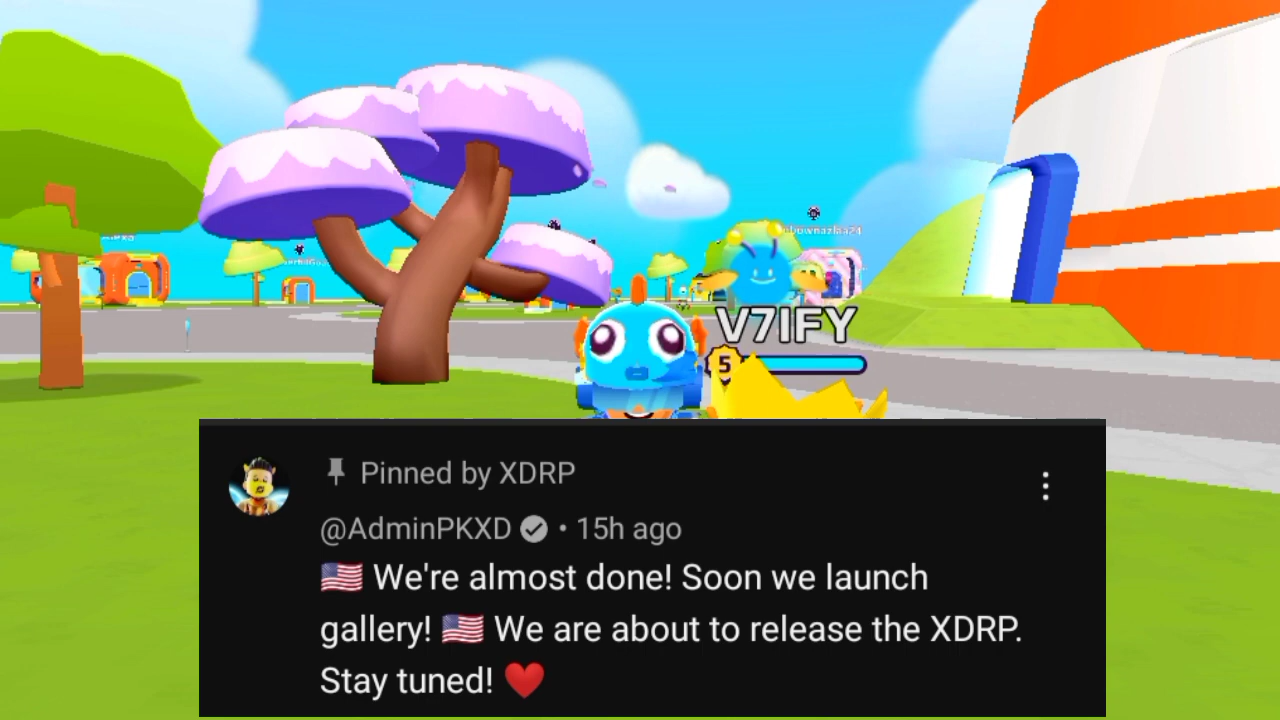 V7IFY
5
Pinned by XDRP
@AdminPKXD • 15h ago
🇺🇸 We're almost done! Soon we launch
gallery! 🇺🇸 We are about to release the XDRP.
Stay tuned! ❤️